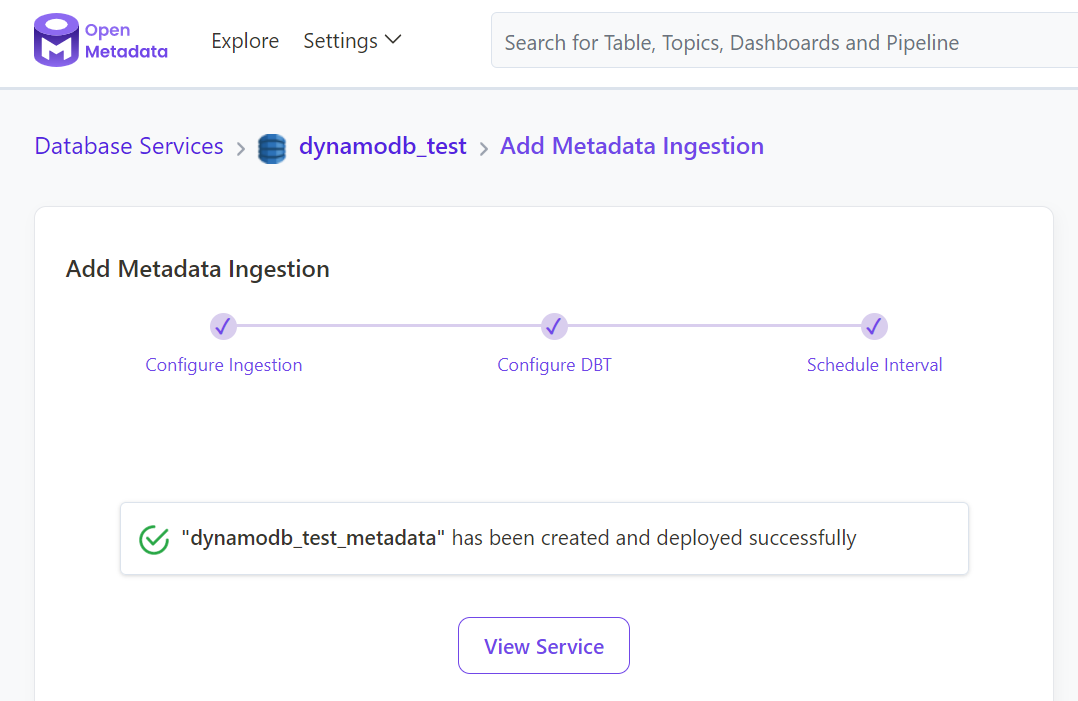 Open
Metadata
Explore
Settings
Search for Table, Topics, Dashboards and Pipeline
Database Services
dynamodb_test
Add Metadata Ingestion
Add Metadata Ingestion
Configure Ingestion
Configure DBT
Schedule Interval
"dynamodb_test_metadata" has been created and deployed successfully
View Service